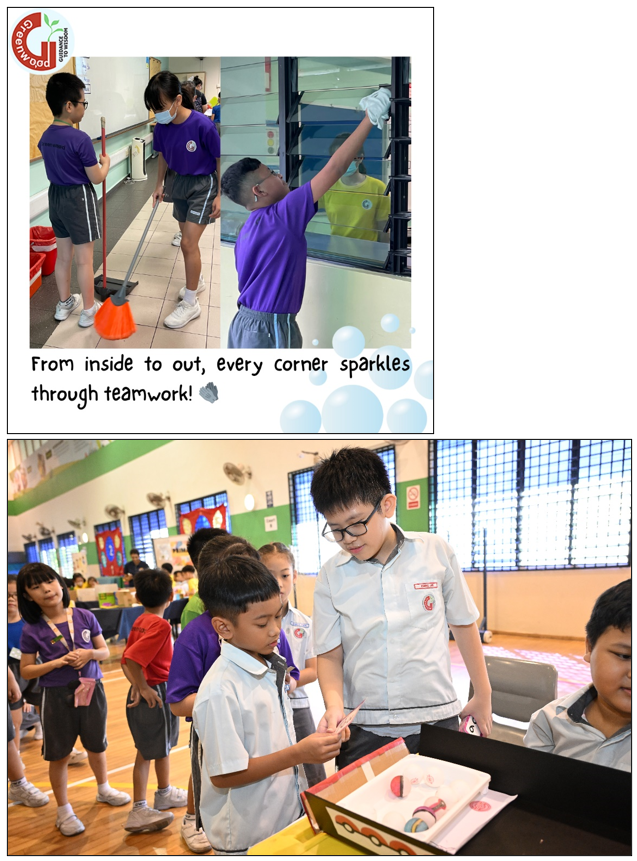 Greenwood
GUIDANCE
TO WISDOM
From inside to out, every corner sparkles
through teamwork!